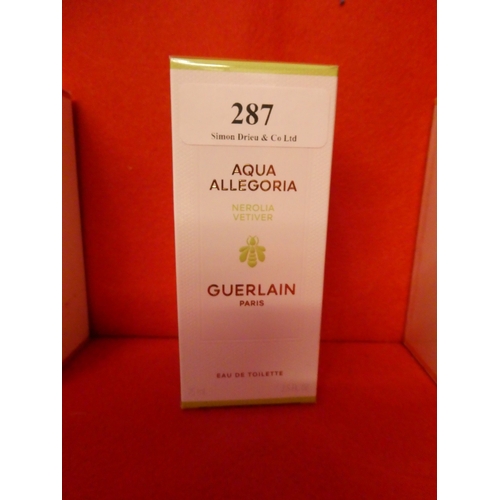 287
Simon Drieu & Co Ltd
AQUA
ALLEGORIA
NEROLIA
VETIVER
GUERLAIN
PARIS
EAU DE TOILETTE